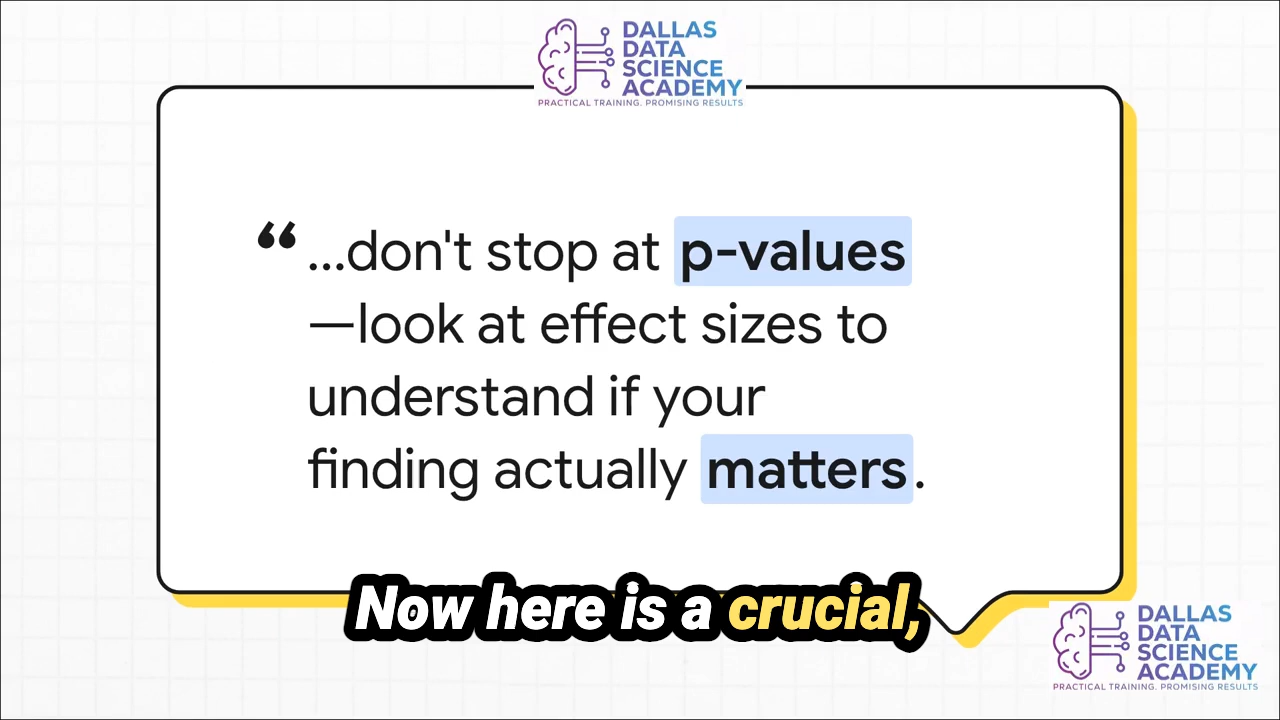 DALLAS
DATA
SCIENCE
ACADEMY
PRACTICAL TRAINING. PROMISING RESULTS
“ ...don't stop at p-values
—look at effect sizes to
understand if your
finding actually matters.
Now here is a crucial,
DALLAS
DATA
SCIENCE
ACADEMY
PRACTICAL TRAINING. PROMISING RESULTS